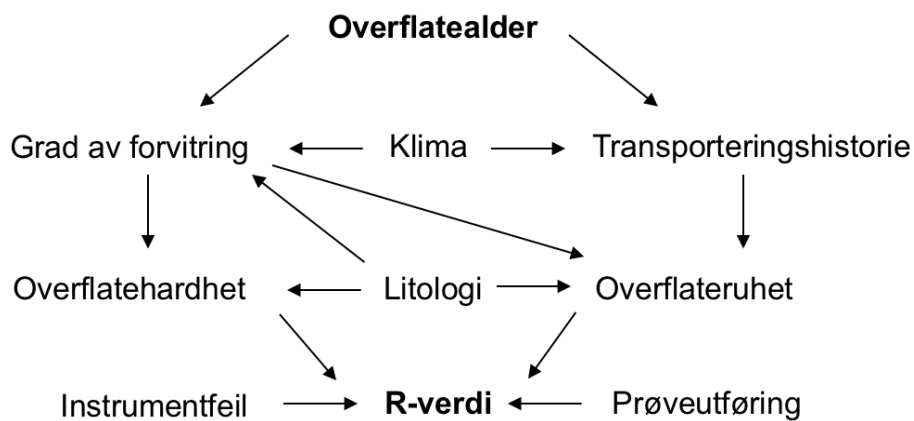 Overflatealder
Grad av forvitring
Klima
Transporteringshistorie
Overflatehardhet
Litologi
Overflateruhet
Instrumentfeil
R-verdi
Prøveutføring